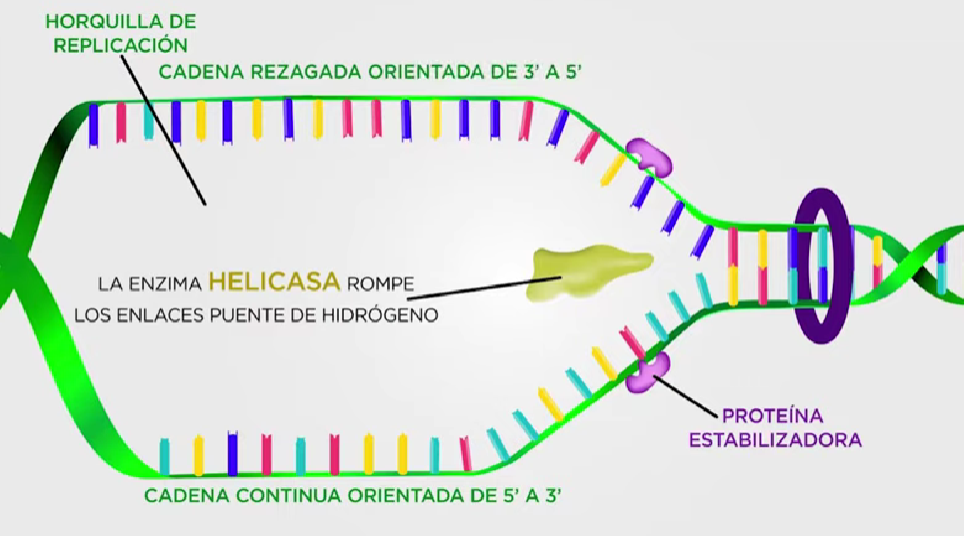 HORQUILLA DE
REPLICACIÓN
CADENA REZAGADA ORIENTADA DE 3’ A 5’
LA ENZIMA HELICASA ROMPE
LOS ENLACES PUENTE DE HIDRÓGENO
PROTEÍNA
ESTABILIZADORA
CADENA CONTINUA ORIENTADA DE 5’ A 3’